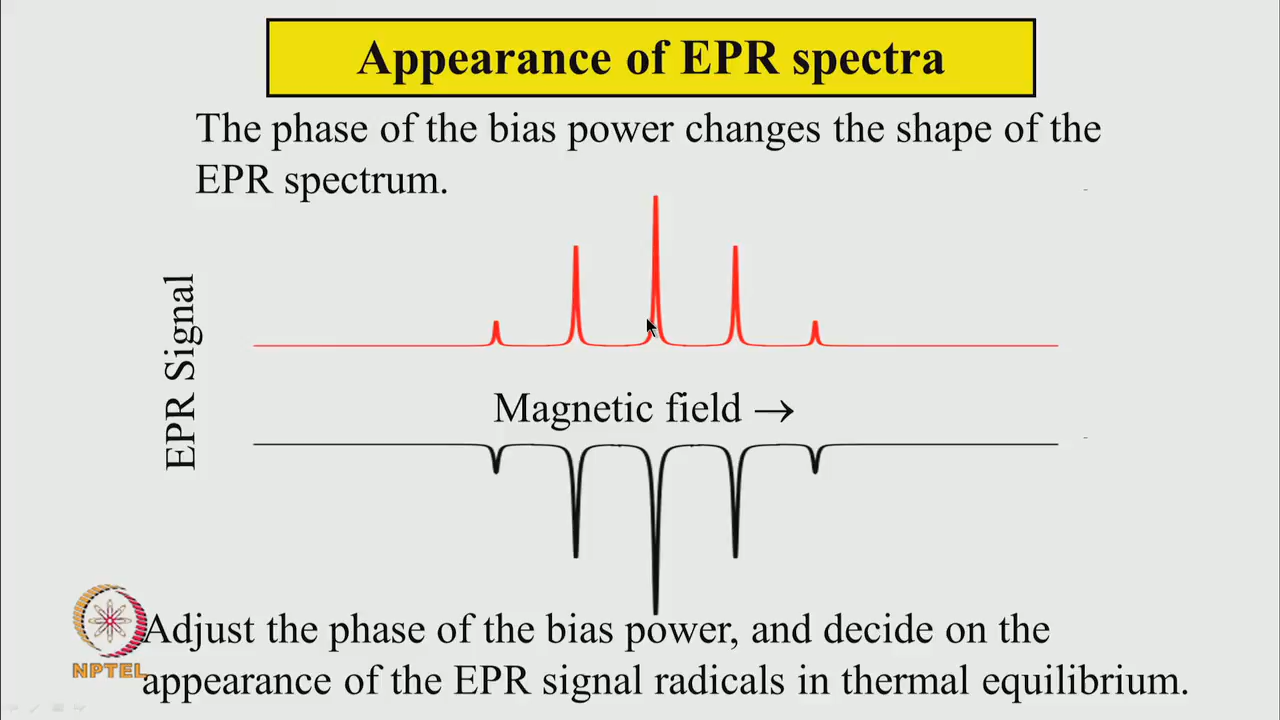 Appearance of EPR spectra
The phase of the bias power changes the shape of the
EPR spectrum.
EPR Signal
Magnetic field →
Adjust the phase of the bias power, and decide on the
appearance of the EPR signal radicals in thermal equilibrium.
NPTEL